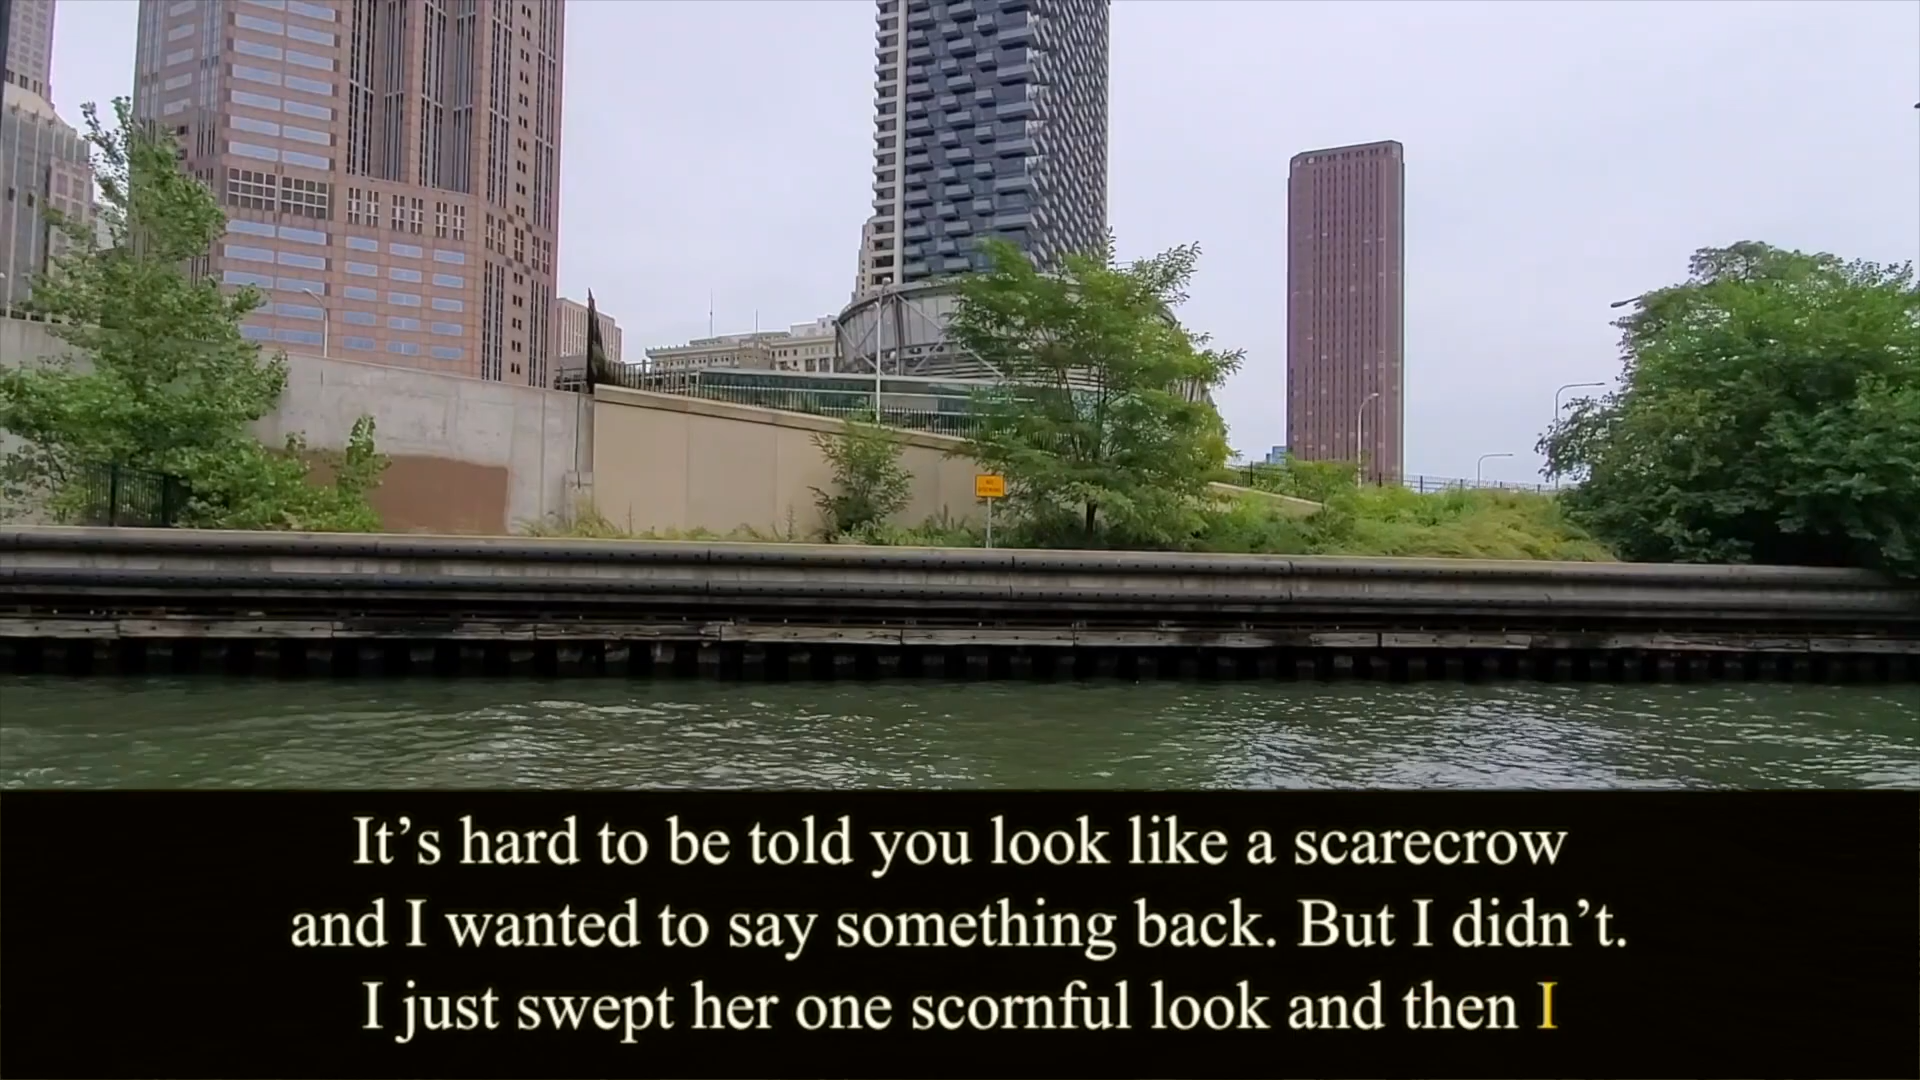 It’s hard to be told you look like a scarecrow
and I wanted to say something back. But I didn’t.
I just swept her one scornful look and then I